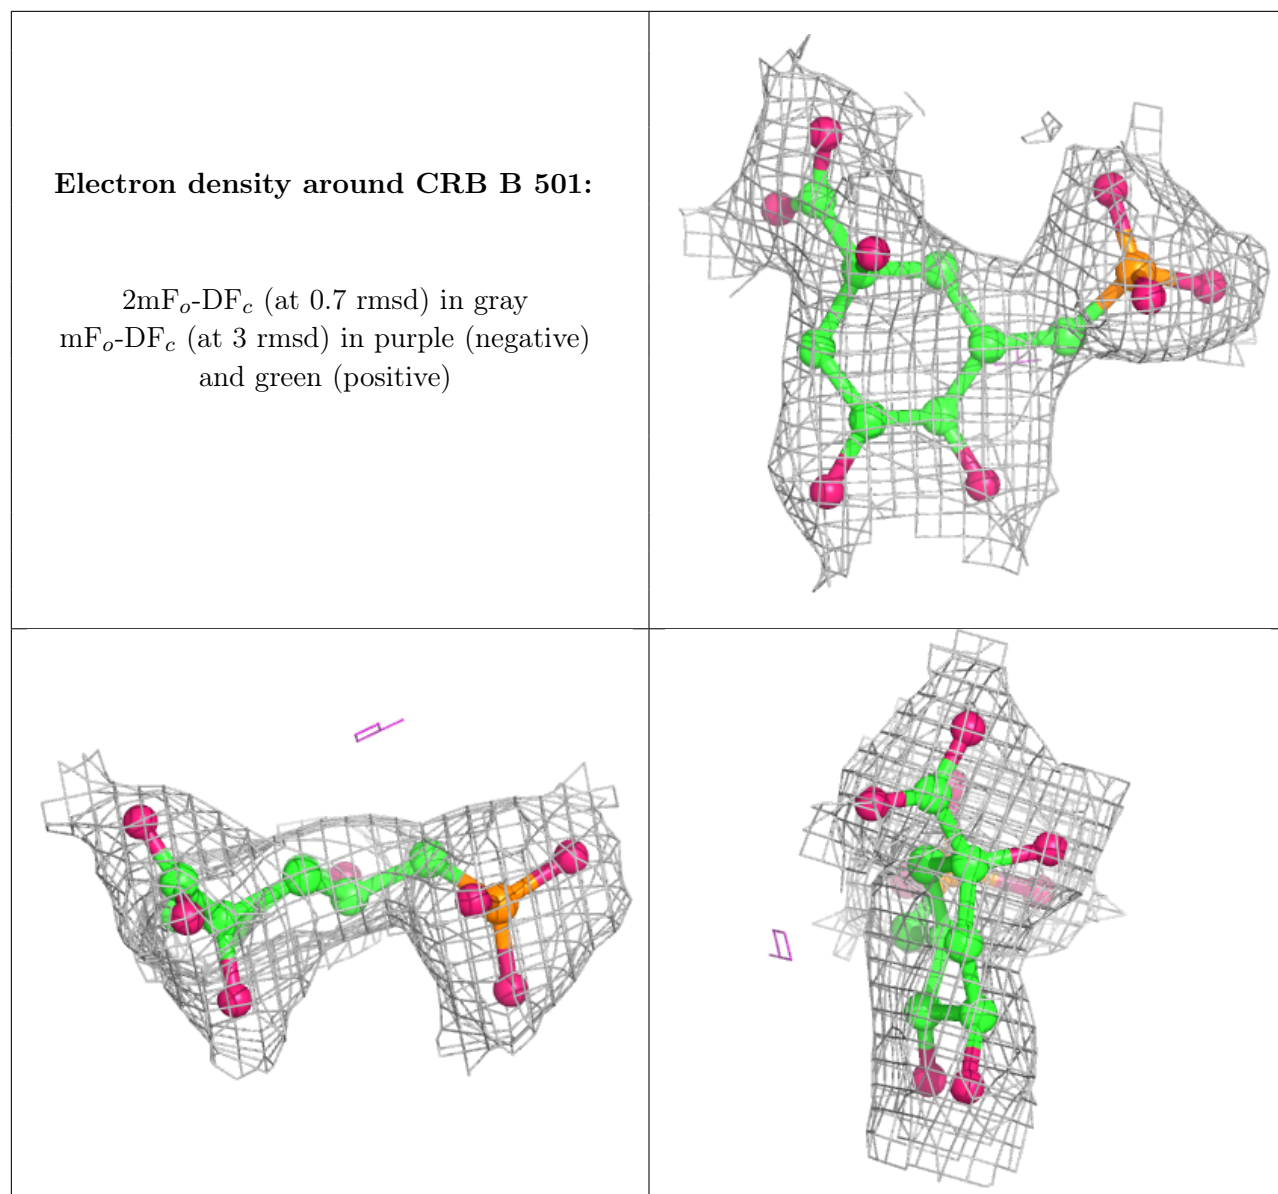 Electron density around CRB B 501:
2mFo-DFc (at 0.7 rmsd) in gray
mFo-DFc (at 3 rmsd) in purple (negative)
and green (positive)